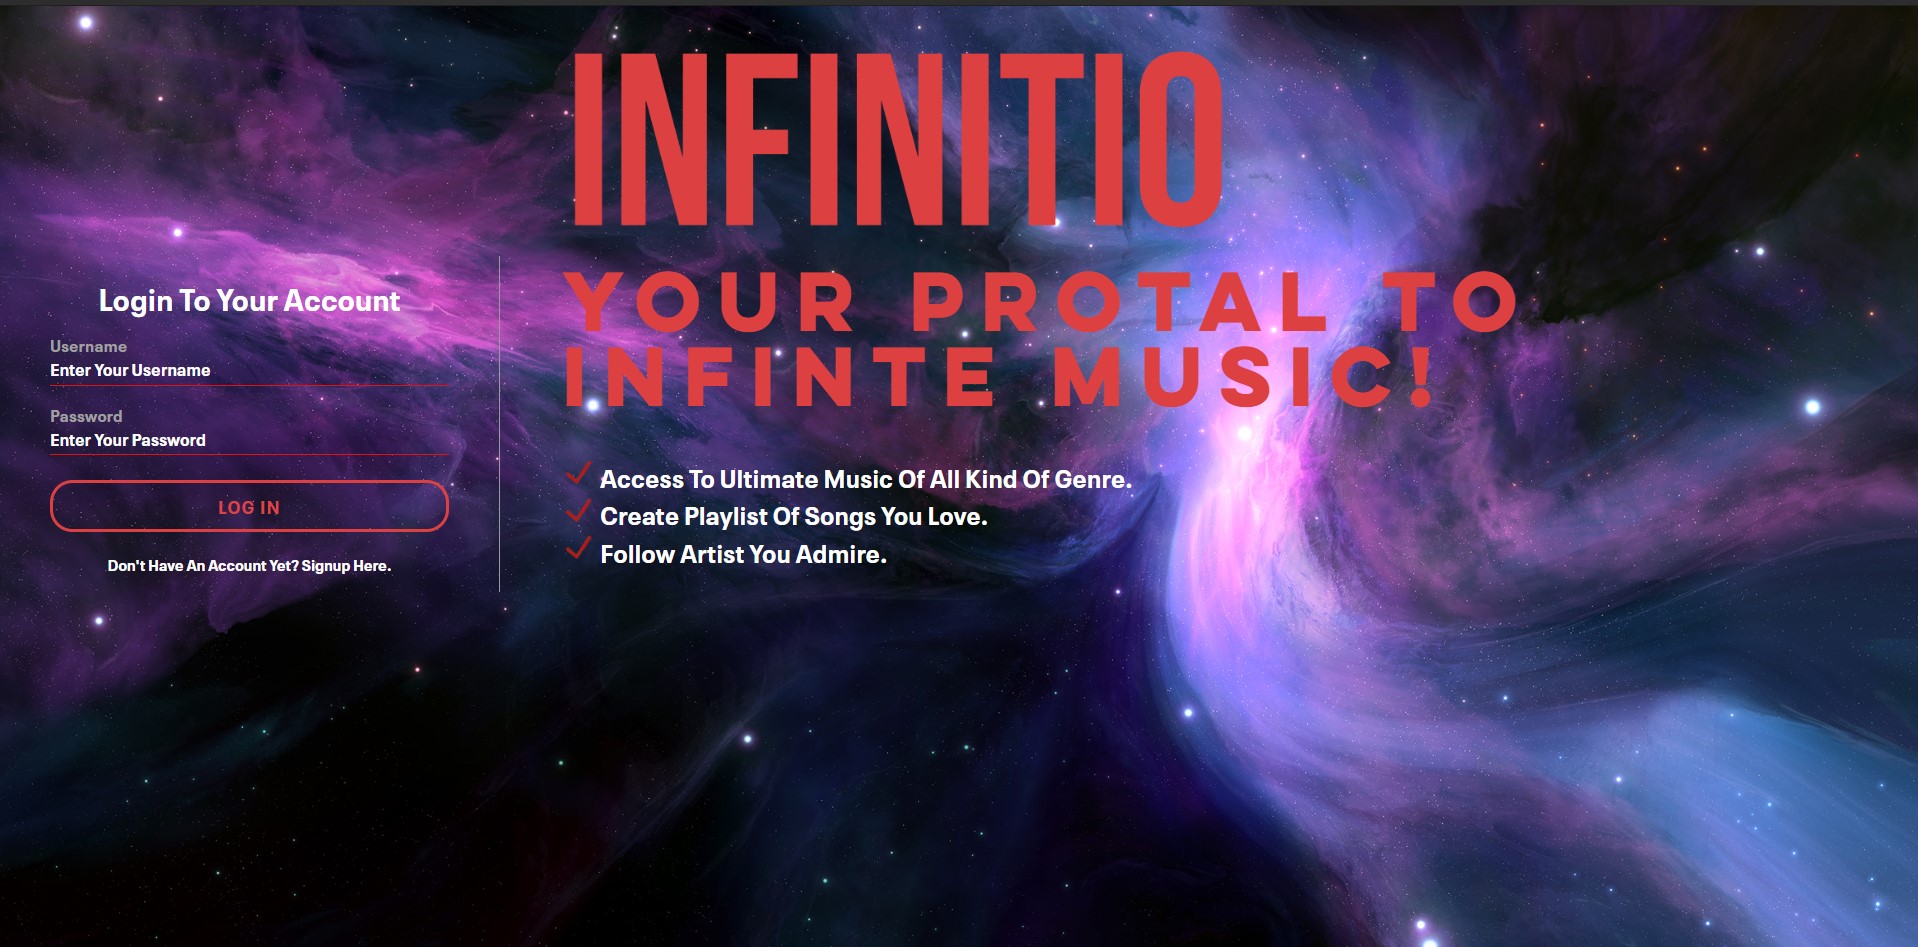 INFINITIO
YOUR PROTAL TO
INFINTE MUSIC!
Login To Your Account
Username
Enter Your Username
Password
Enter Your Password
LOG IN
Don't Have An Account Yet? Signup Here.
Access To Ultimate Music Of All Kind Of Genre.
Create Playlist Of Songs You Love.
Follow Artist You Admire.